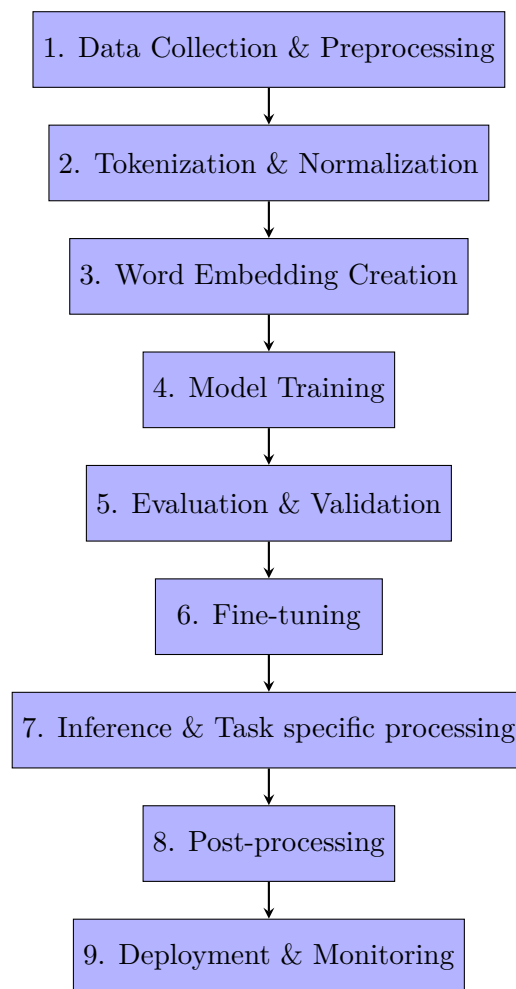 1. Data Collection & Preprocessing
2. Tokenization & Normalization
3. Word Embedding Creation
4. Model Training
5. Evaluation & Validation
6. Fine-tuning
7. Inference & Task specific processing
8. Post-processing
9. Deployment & Monitoring